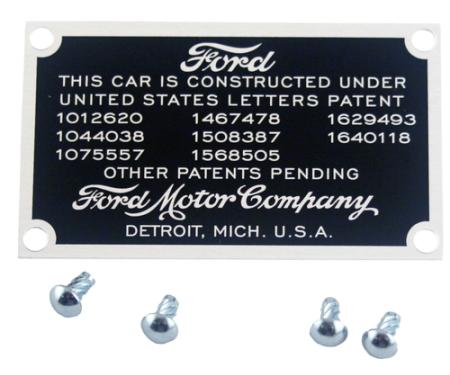 Ford
THIS CAR IS CONSTRUCTED UNDER
UNITED STATES LETTERS PATENT
1012620 1467478 1629493
1044038 1508387 1640118
1075557 1568505
OTHER PATENTS PENDING
Ford Motor Company
DETROIT, MICH. U.S.A.